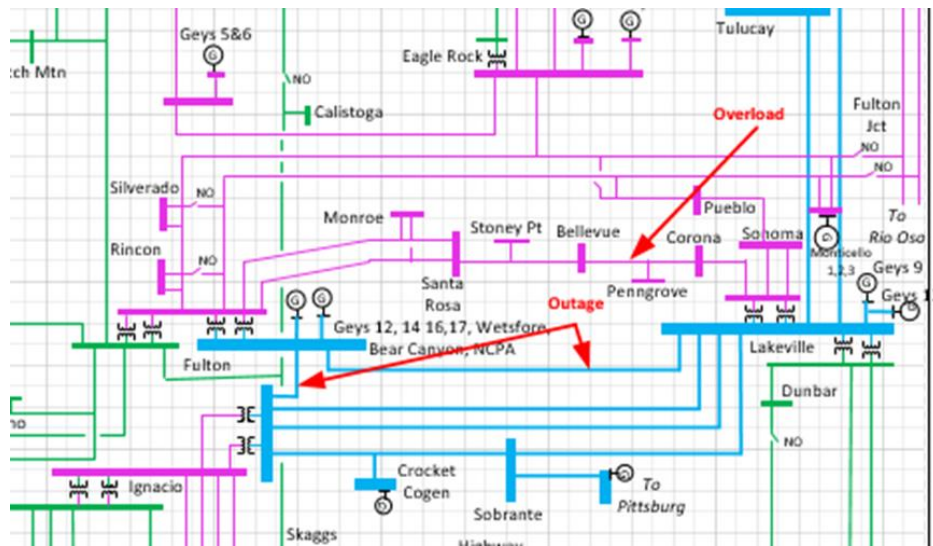 Tulucay
Geys 5&6
G
G
G
Eagle Rock
tch Mtn
NO
Calistoga
Overload
Fulton
Jct
NO
NO
Silverado
NO
Pueblo
To
Rio Oso
Monroe
Stoney Pt
Bellevue
Corona
Sonoma
G
Monticello
1,2,3
Rincon
NO
Santa
Rosa
Penngrove
Geys 9
G
Geys 1
G
G
G
Outage
Geys 12, 14 16,17, Wetsforo,
Bear Canyon, NCPA
Fulton
Lakeville
Dunbar
no
NO
Ignacio
Crocket
Cogen
G
G
To
Pittsburg
Sobrante
Skaggs
Highway